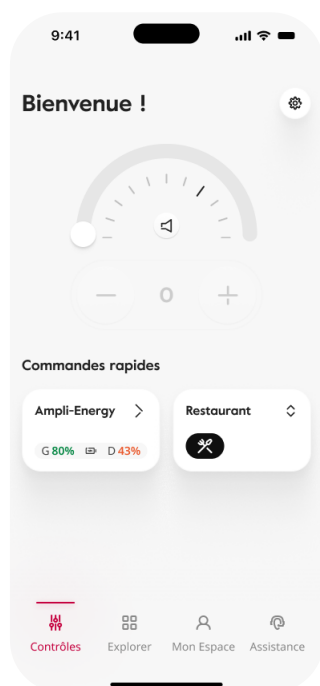 9:41
Bienvenue !
0
Commandes rapides
Ampli-Energy
G 80% D 43%
Restaurant
Contrôles Explorer Mon Espace Assistance